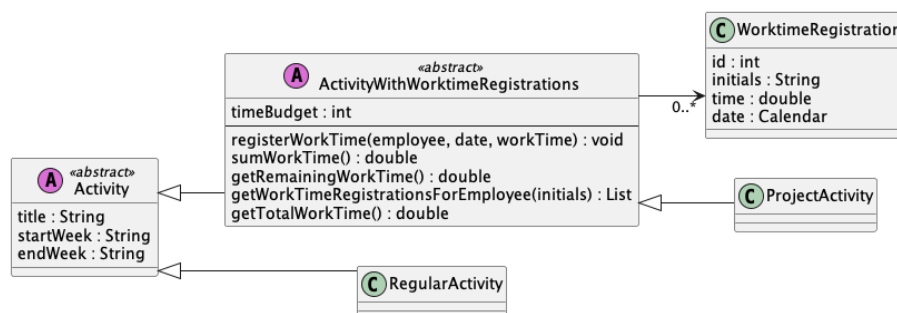 C WorktimeRegistration
id : int
initials : String
time : double
date : Calendar
0..*
A «abstract»
ActivityWithWorktimeRegistrations
timeBudget : int
registerWorkTime(employee, date, workTime) : void
sumWorkTime() : double
getRemainingWorkTime() : double
getWorkTimeRegistrationsForEmployee(initials) : List
getTotalWorkTime() : double
A «abstract»
Activity
title : String
startWeek : String
endWeek : String
C ProjectActivity
C RegularActivity